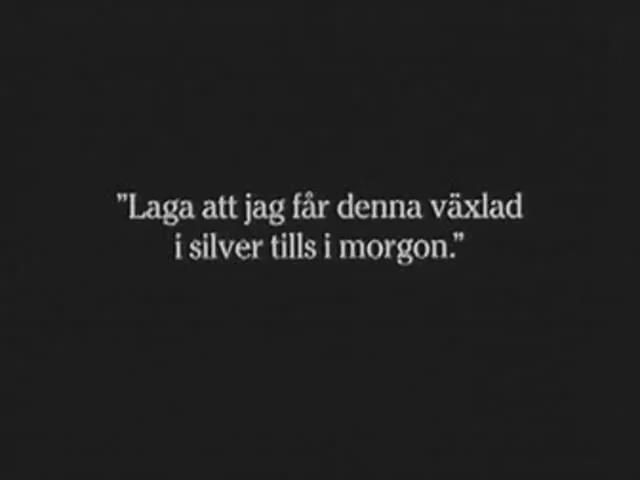 ”Laga att jag får denna växlad
i silver tills i morgon.”